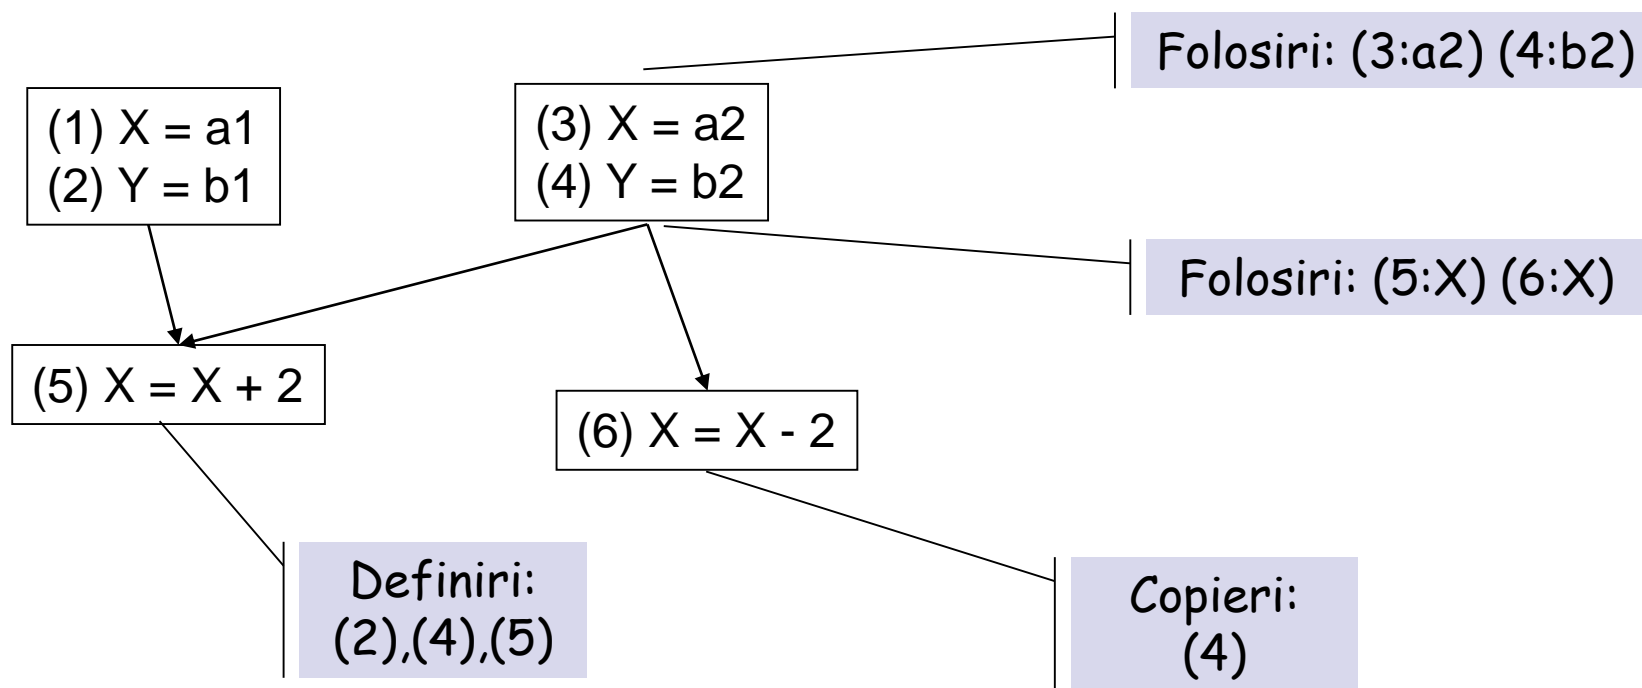 Folosiri: (3:a2) (4:b2)
(1) X = a1
(2) Y = b1
(3) X = a2
(4) Y = b2
Folosiri: (5:X) (6:X)
(5) X = X + 2
(6) X = X - 2
Definiri:
(2),(4),(5)
Copieri:
(4)